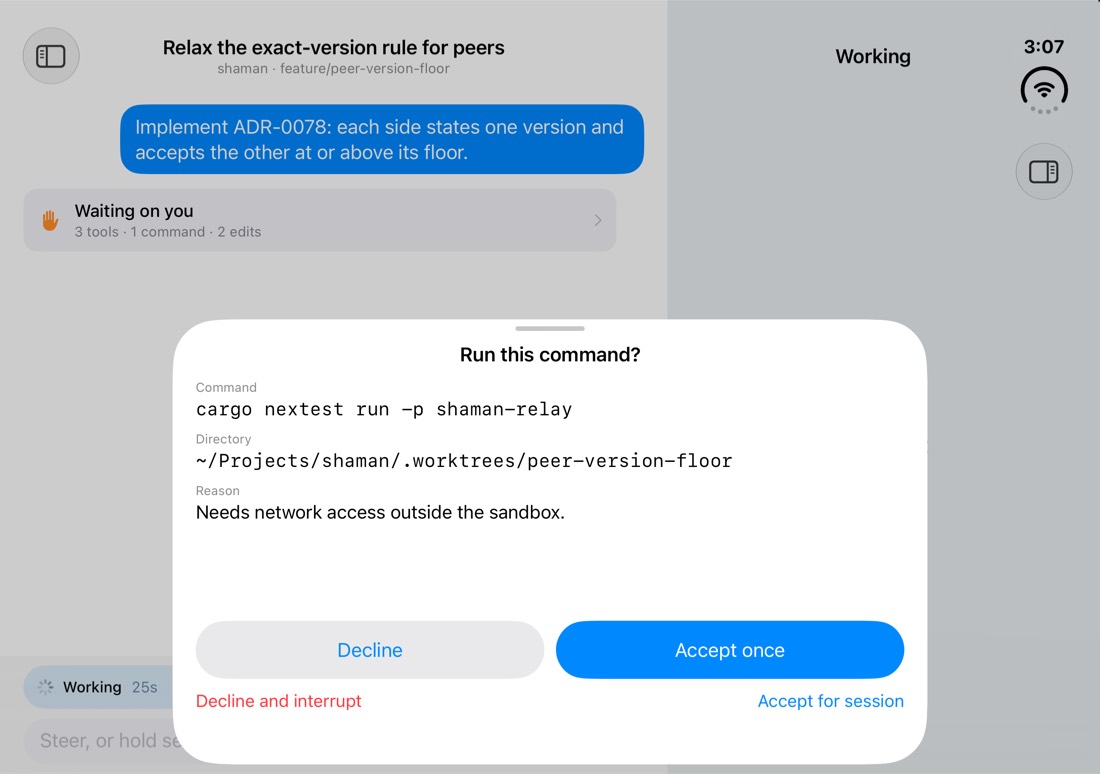 Relax the exact-version rule for peers
shaman · feature/peer-version-floor
Working
3:07
Implement ADR-0078: each side states one version and
accepts the other at or above its floor.
Waiting on you
3 tools · 1 command · 2 edits
Run this command?
Command
cargo nextest run -p shaman-relay
Directory
~/Projects/shaman/.worktrees/peer-version-floor
Reason
Needs network access outside the sandbox.
Decline
Accept once
Decline and interrupt
Accept for session
Working 25s
Steer, or hold